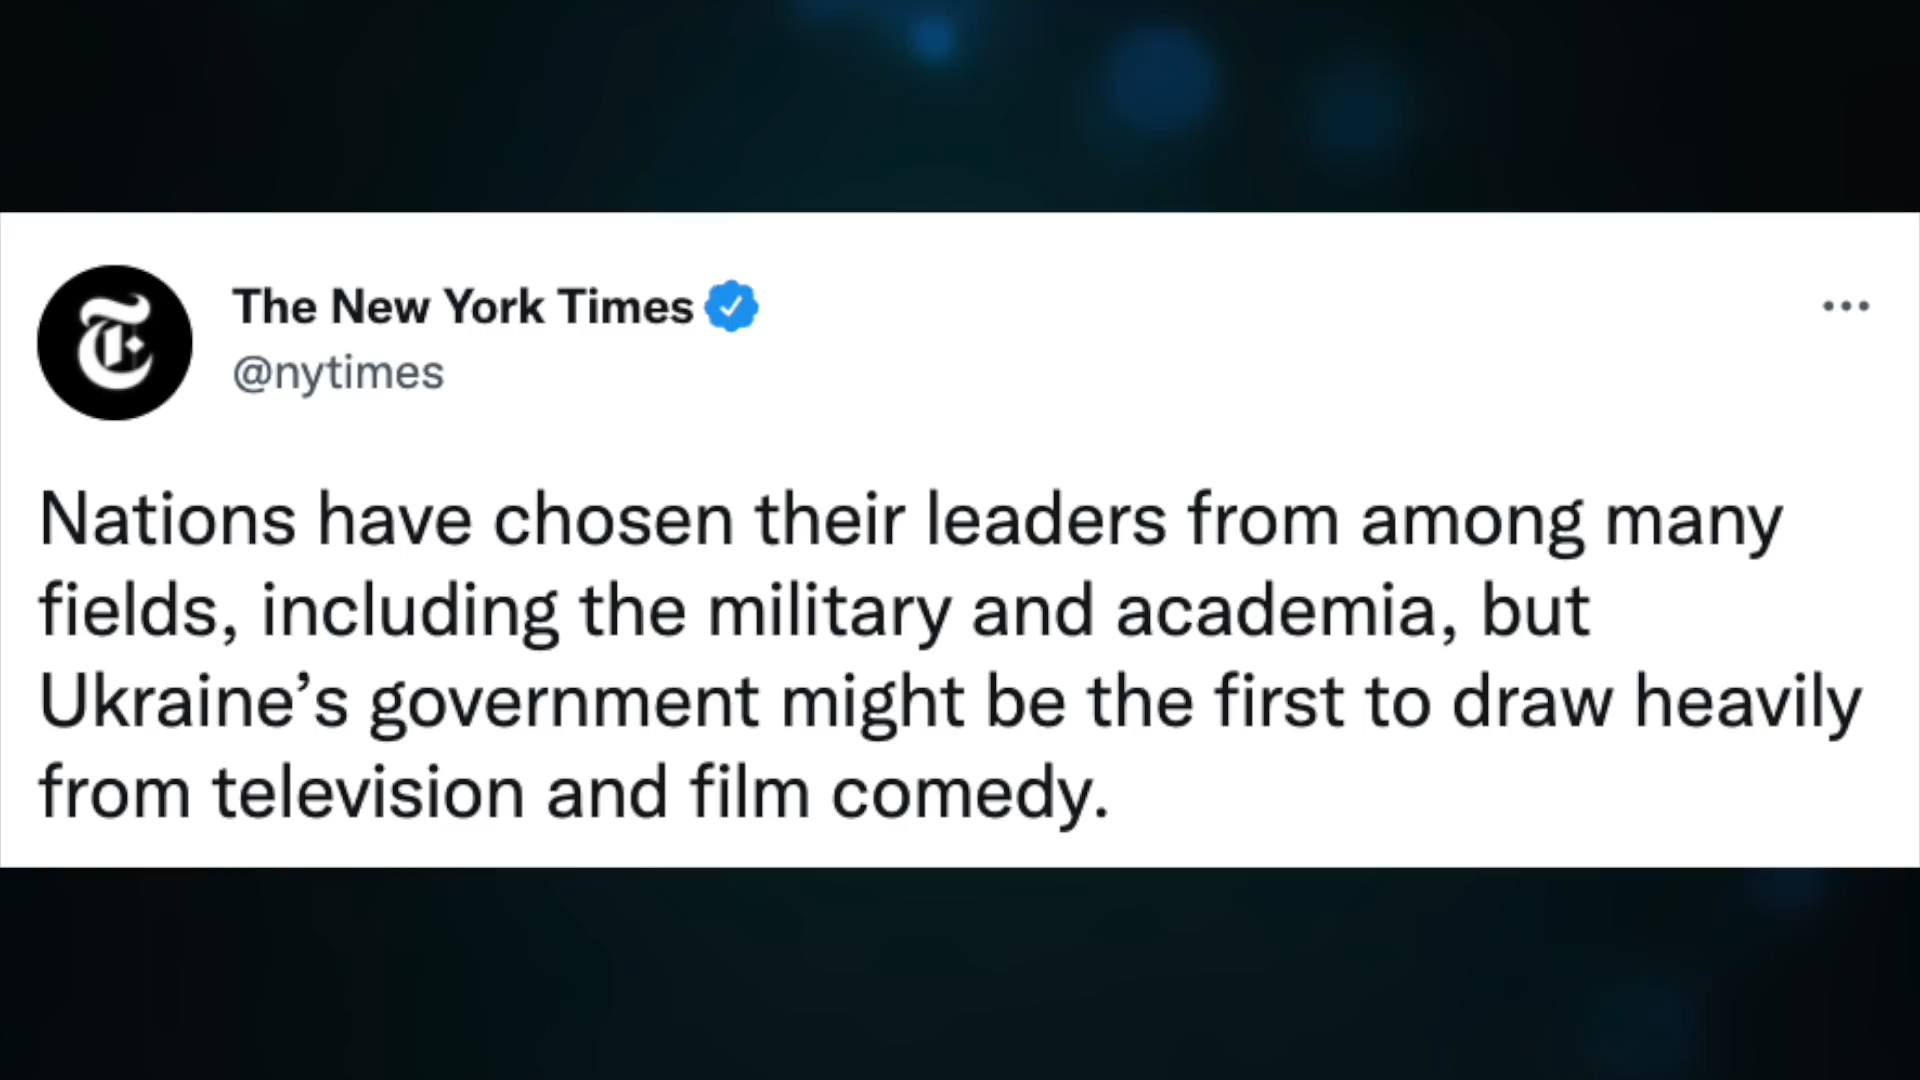 The New York Times
@nytimes
Nations have chosen their leaders from among many
fields, including the military and academia, but
Ukraine’s government might be the first to draw heavily
from television and film comedy.